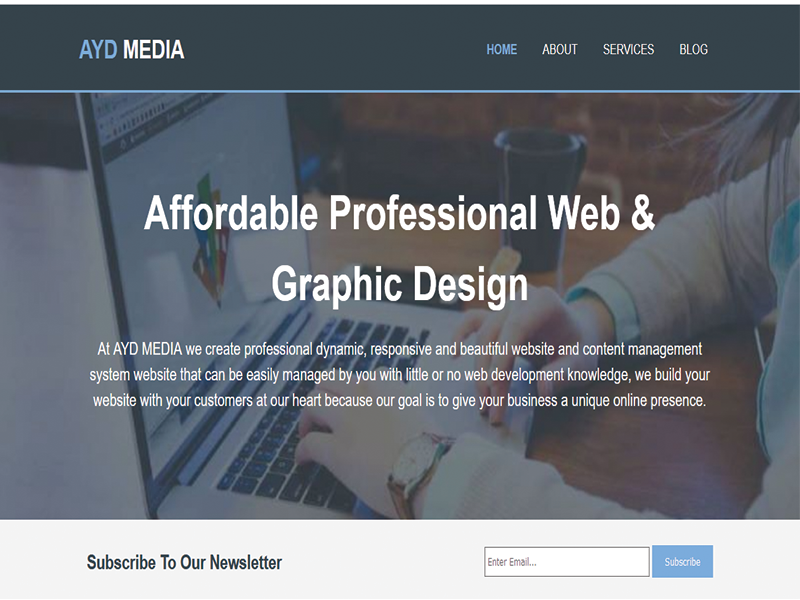 AYD MEDIA
HOME ABOUT SERVICES BLOG
Affordable Professional Web &
Graphic Design
At AYD MEDIA we create professional dynamic, responsive and beautiful website and content management
system website that can be easily managed by you with little or no web development knowledge, we build your
website with your customers at our heart because our goal is to give your business a unique online presence.
Subscribe To Our Newsletter
Enter Email...
Subscribe